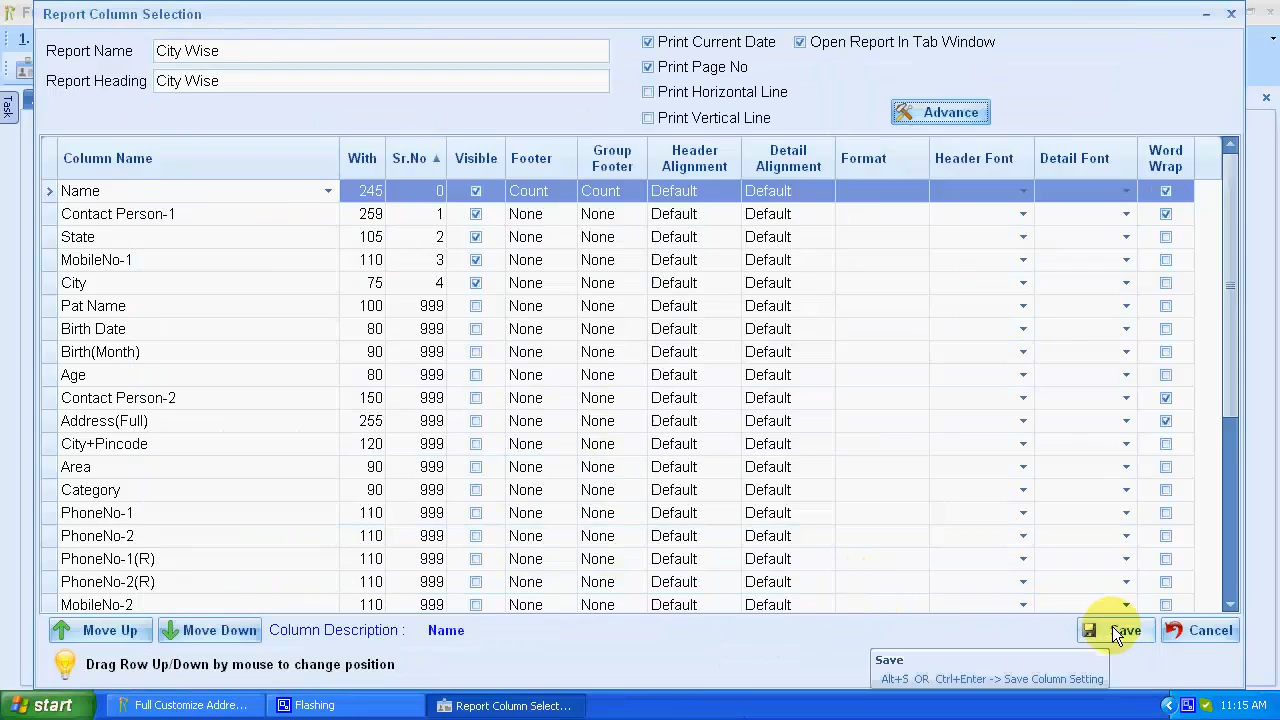 Report Column Selection
1.
Report Name City Wise
Report Heading City Wise
Print Current Date Open Report In Tab Window
Print Page No
Print Horizontal Line
Print Vertical Line
Advance
Task
Column Name With Sr.No Visible Footer Group Footer Header Alignment Detail Alignment Format Header Font Detail Font Word Wrap
Name 245 0 Count Count Default Default
Contact Person-1 259 1 None None Default Default
State 105 2 None None Default Default
MobileNo-1 110 3 None None Default Default
City 75 4 None None Default Default
Pat Name 100 999 None None Default Default
Birth Date 80 999 None None Default Default
Birth(Month) 90 999 None None Default Default
Age 80 999 None None Default Default
Contact Person-2 150 999 None None Default Default
Address(Full) 255 999 None None Default Default
City+Pincode 120 999 None None Default Default
Area 90 999 None None Default Default
Category 90 999 None None Default Default
PhoneNo-1 110 999 None None Default Default
PhoneNo-2 110 999 None None Default Default
PhoneNo-1(R) 110 999 None None Default Default
PhoneNo-2(R) 110 999 None None Default Default
MobileNo-2 110 999 None None Default Default
Move Up Move Down Column Description : Name Save Cancel
Drag Row Up/Down by mouse to change position
Save
Alt+S OR Ctrl+Enter -> Save Column Setting
start Full Customize Addre... Flashing Report Column Select... 11:15 AM